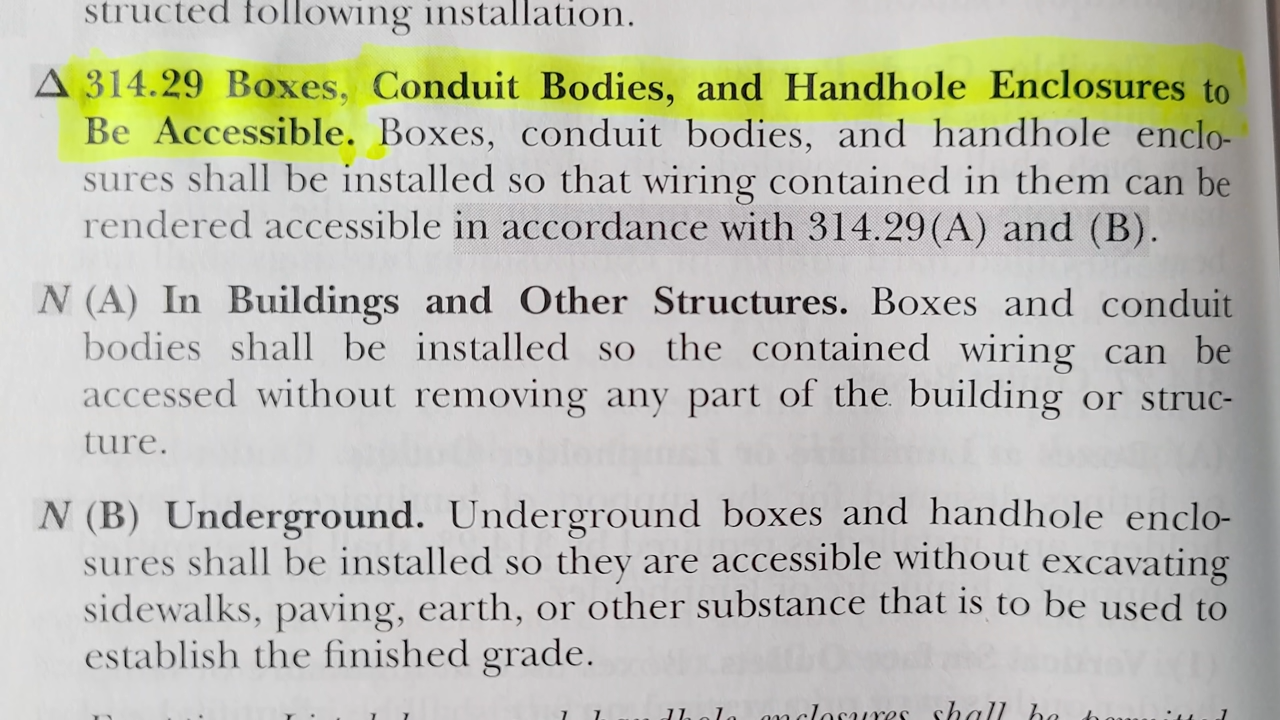 structed following installation.
Δ 314.29 Boxes, Conduit Bodies, and Handhole Enclosures to
Be Accessible. Boxes, conduit bodies, and handhole enclo-
sures shall be installed so that wiring contained in them can be
rendered accessible in accordance with 314.29(A) and (B).
N (A) In Buildings and Other Structures. Boxes and conduit
bodies shall be installed so the contained wiring can be
accessed without removing any part of the building or struc-
ture.
N (B) Underground. Underground boxes and handhole enclo-
sures shall be installed so they are accessible without excavating
sidewalks, paving, earth, or other substance that is to be used to
establish the finished grade.
handhole enclosures shall be permitted